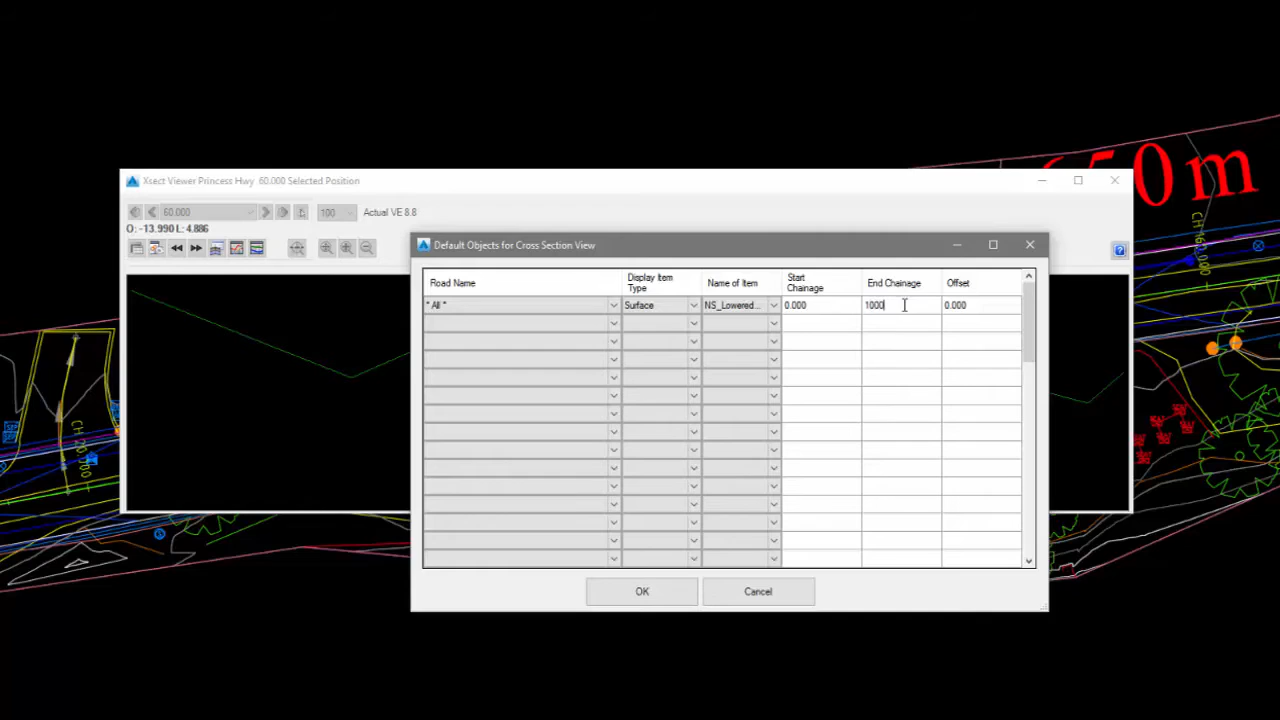 650m
Xsect Viewer Princess Hwy 60.000 Selected Position
60.000
100
Actual VE 8.8
O: -13.990 L: 4.886
Default Objects for Cross Section View
Road Name
Display Item Type
Name of Item
Start Chainage
End Chainage
Offset
* All *
Surface
NS_Lowered...
0.000
1000
0.000
OK
Cancel